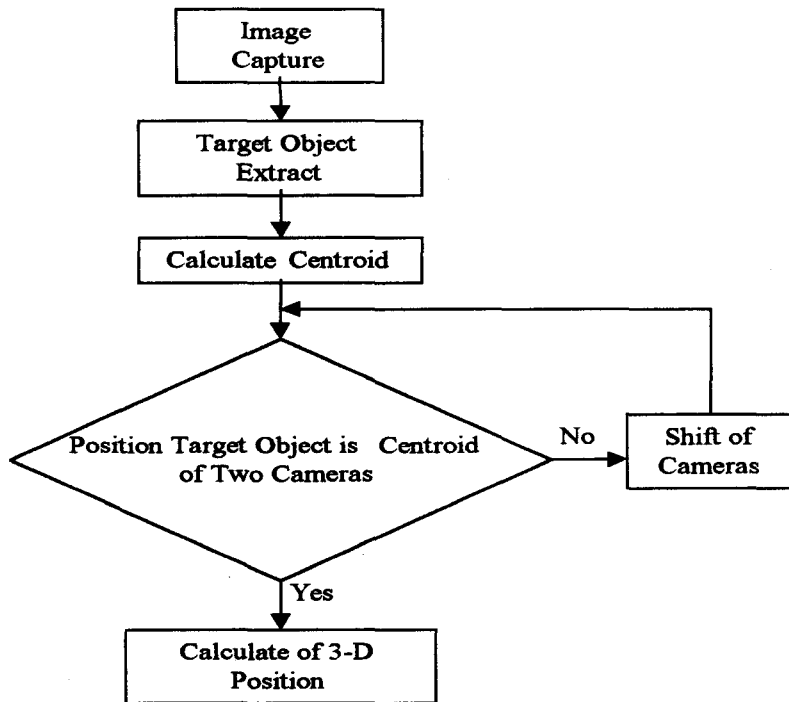 Image
Capture
Target Object
Extract
Calculate Centroid
Position Target Object is Centroid
of Two Cameras
No
Shift of
Cameras
Yes
Calculate of 3-D
Position